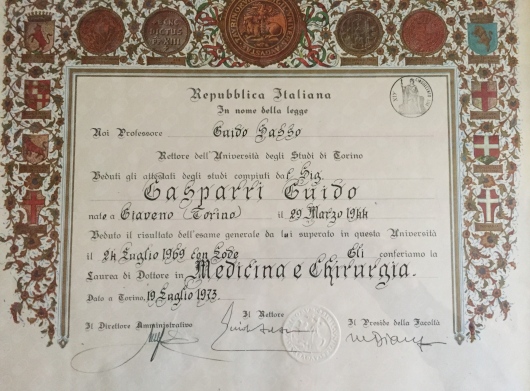 Repubblica Italiana
In nome della legge
Noi Professore Guido Sasso
Rettore dell'Università degli Studi di Torino
Veduti gli attestati degli studi compiuti dal Sig.
Gasparri Guido
nato a Giaveno (Torino) il 29 Marzo 1944
Veduto il risultato dell'esame generale da lui superato in questa Università
il 24 Luglio 1969 con Lode Gli conferiamo la
Laurea di Dottore in Medicina e Chirurgia.
Dato a Torino, 19 Luglio 1973.
Il Direttore Amministrativo Il Rettore Il Preside della Facoltà